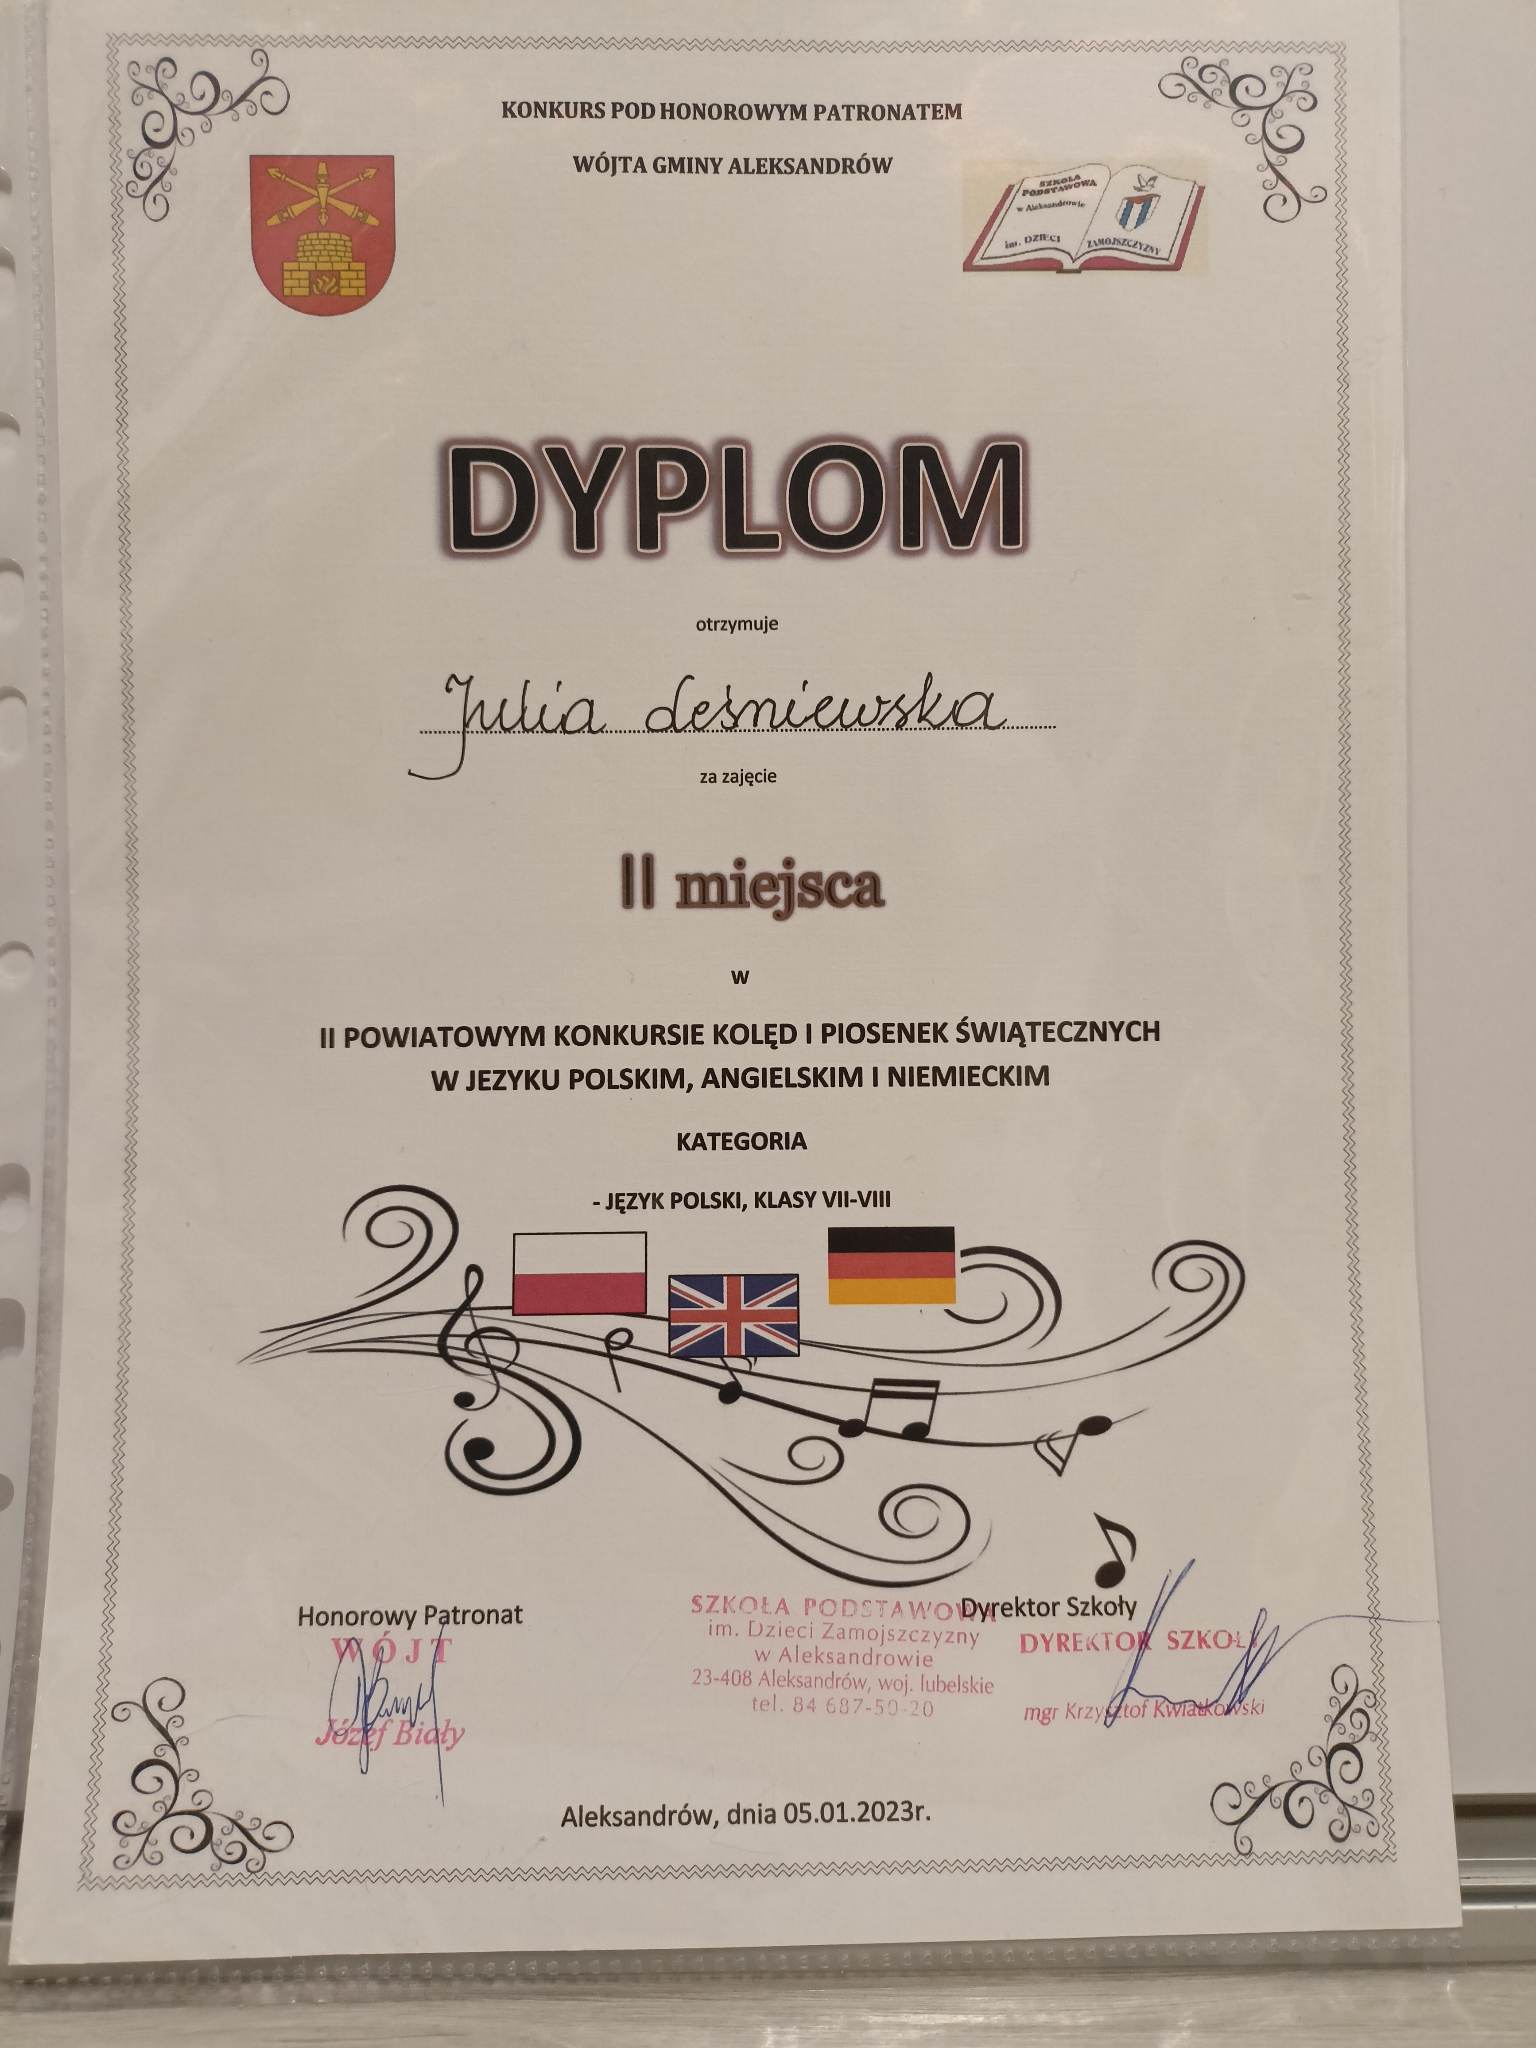 KONKURS POD HONOROWYM PATRONATEM
WÓJTA GMINY ALEKSANDRÓW
SZKOŁA
PODSTAWOWA
w Aleksandrowie
im. DZIECI
ZAMOJSZCZYZNY
DYPLOM
otrzymuje
Julia Leśniewska
za zajęcie
II miejsca
w
II POWIATOWYM KONKURSIE KOLĘD I PIOSENEK ŚWIĄTECZNYCH
W JEZYKU POLSKIM, ANGIELSKIM I NIEMIECKIM
KATEGORIA
- JĘZYK POLSKI, KLASY VII-VIII
Honorowy Patronat
WÓJT
Józef Biały
SZKOŁA PODSTAWOWA
im. Dzieci Zamojszczyzny
w Aleksandrowie
23-408 Aleksandrów, woj. lubelskie
tel. 84 687-50-20
Dyrektor Szkoły
DYREKTOR SZKOŁY
mgr Krzysztof Kwiatkowski
Aleksandrów, dnia 05.01.2023r.